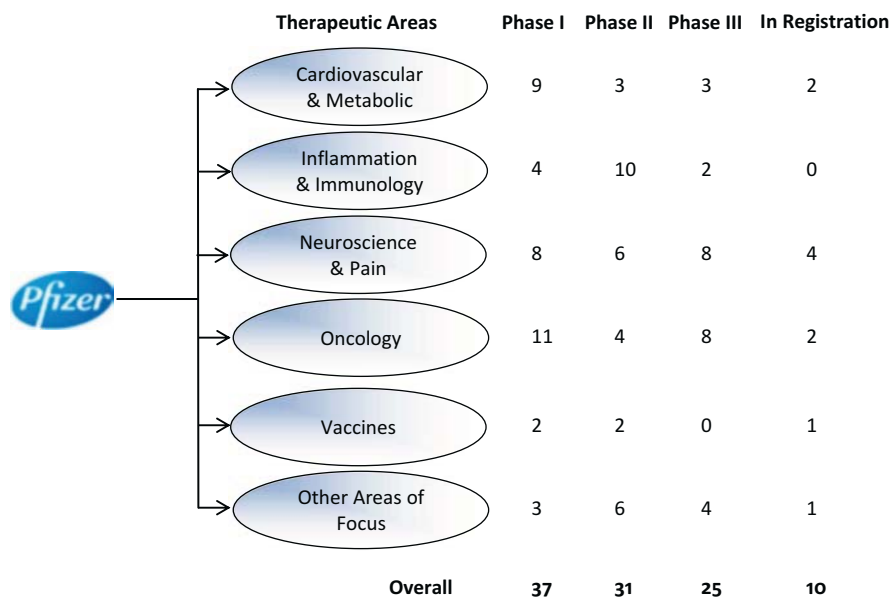 Therapeutic Areas Phase I Phase II Phase III In Registration
Cardiovascular
& Metabolic 9 3 3 2
Inflammation
& Immunology 4 10 2 0
Neuroscience
& Pain 8 6 8 4
Pfizer
Oncology 11 4 8 2
Vaccines 2 2 0 1
Other Areas of
Focus 3 6 4 1
Overall 37 31 25 10